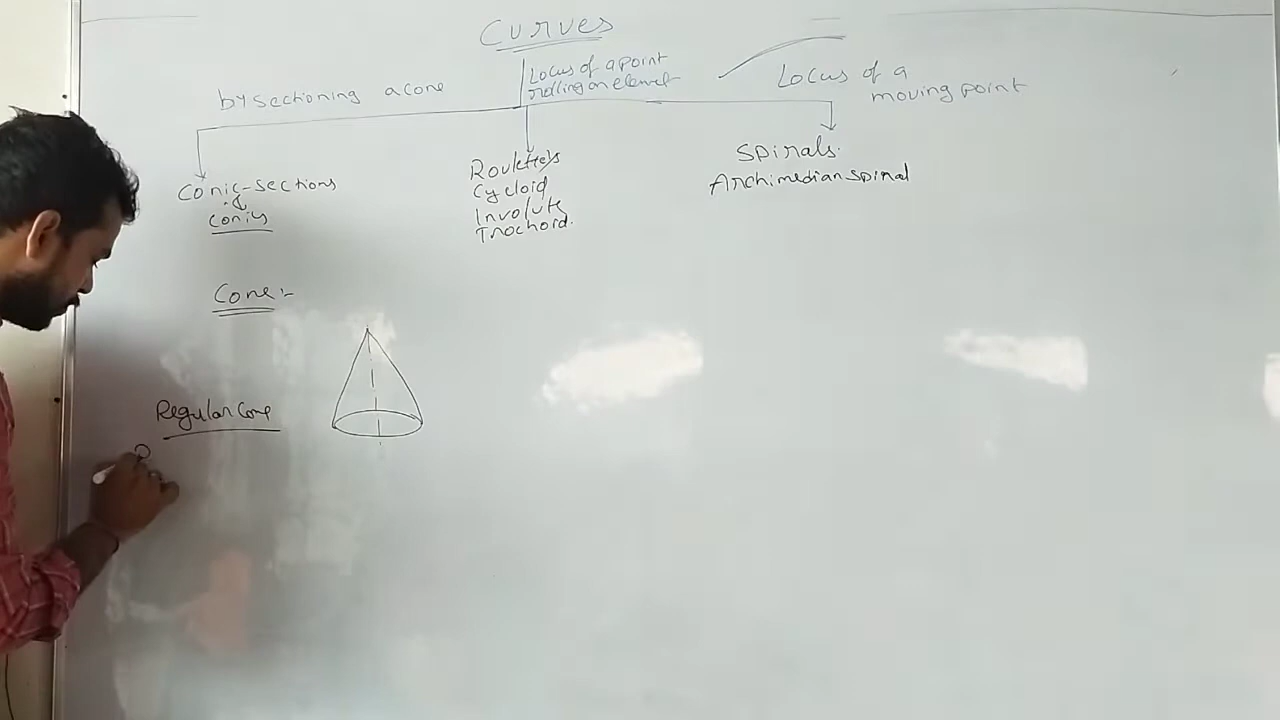 Curves
by sectioning a cone
Locus of a point
rolling on element
Locus of a
moving point
Conic-sections
(or)
conics
Roulettes
Cycloid
Involute
Trochoid.
Spirals.
Archimedian spiral
Cone:-
Regular Cone